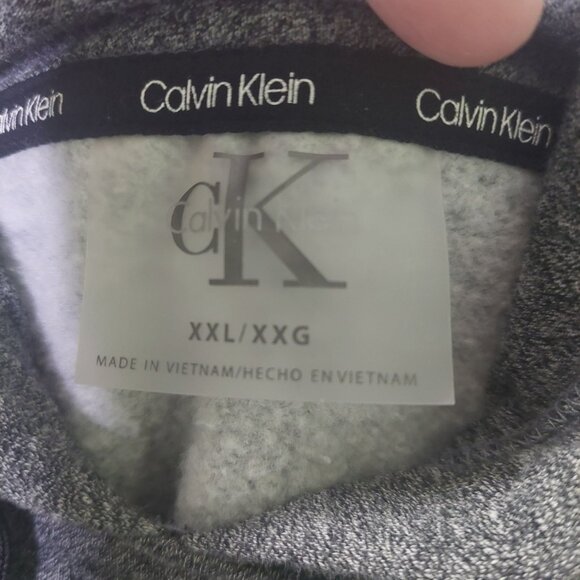 Calvin Klein Calvin Klein Calvin Klein
CK
Calvin Klein
XXL/XXG
MADE IN VIETNAM/HECHO EN VIETNAM